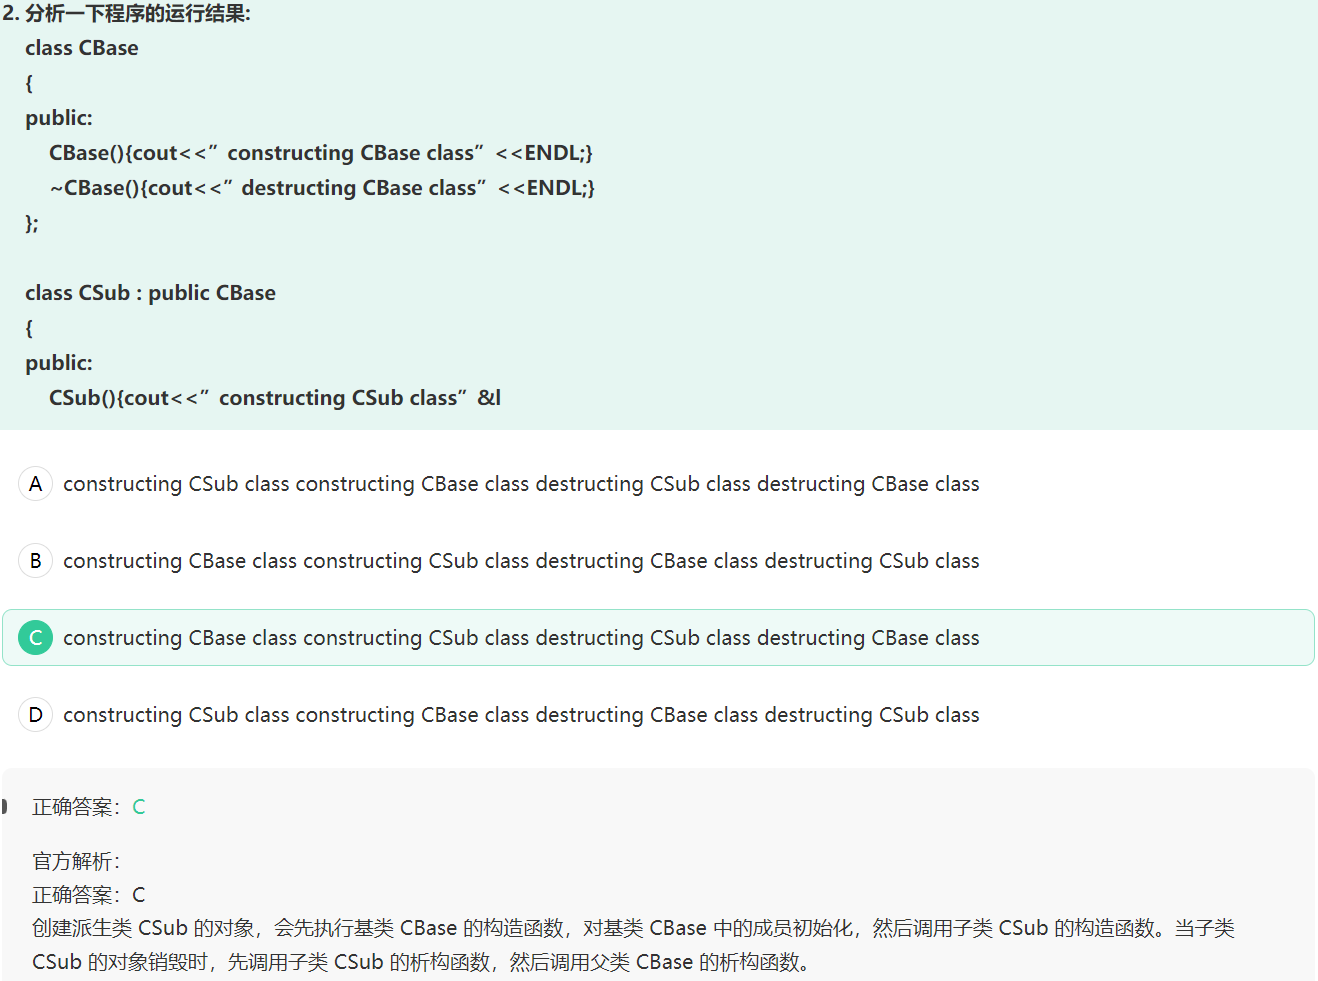 2. 分析一下程序的运行结果:
class CBase
{
public:
CBase(){cout<<” constructing CBase class” <<ENDL;}
~CBase(){cout<<” destructing CBase class” <<ENDL;}
};
class CSub : public CBase
{
public:
CSub(){cout<<” constructing CSub class” &l
A constructing CSub class constructing CBase class destructing CSub class destructing CBase class
B constructing CBase class constructing CSub class destructing CBase class destructing CSub class
C constructing CBase class constructing CSub class destructing CSub class destructing CBase class
D constructing CSub class constructing CBase class destructing CBase class destructing CSub class
正确答案：C
官方解析：
正确答案：C
创建派生类 CSub 的对象，会先执行基类 CBase 的构造函数，对基类 CBase 中的成员初始化，然后调用子类 CSub 的构造函数。当子类
CSub 的对象销毁时，先调用子类 CSub 的析构函数，然后调用父类 CBase 的析构函数。